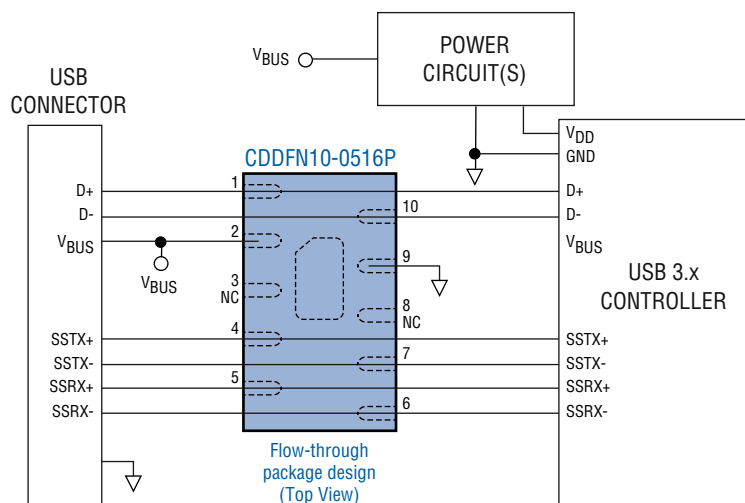 POWER
CIRCUIT(S)
VBUS
USB
CONNECTOR
VDD
GND
CDDFN10-0516P
D+
1
D+
D-
10
D-
VBUS
2
VBUS
VBUS
9
3
NC
8
NC
USB 3.x
CONTROLLER
SSTX+
4
SSTX+
SSTX-
7
SSTX-
SSRX+
5
SSRX+
SSRX-
6
SSRX-
Flow-through
package design
(Top View)